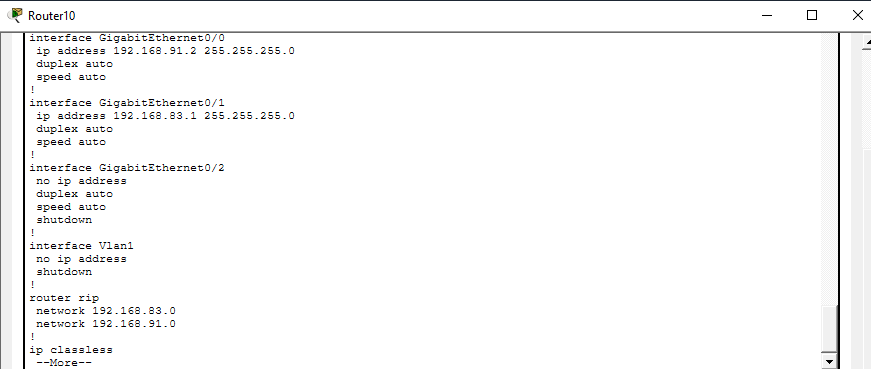 Router10
interface GigabitEthernet0/0
 ip address 192.168.91.2 255.255.255.0
 duplex auto
 speed auto
!
interface GigabitEthernet0/1
 ip address 192.168.83.1 255.255.255.0
 duplex auto
 speed auto
!
interface GigabitEthernet0/2
 no ip address
 duplex auto
 speed auto
 shutdown
!
interface Vlan1
 no ip address
 shutdown
!
router rip
 network 192.168.83.0
 network 192.168.91.0
!
ip classless
 --More--